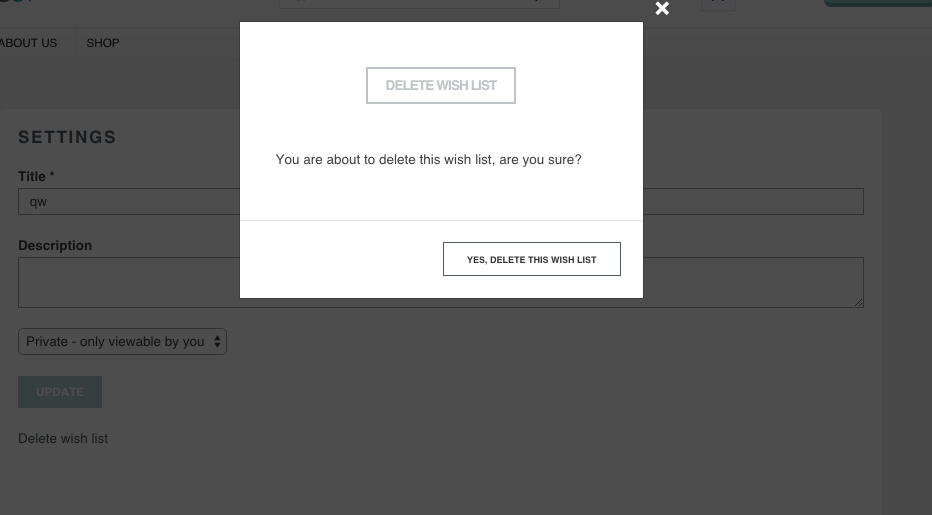 ABOUT US
SHOP
DELETE WISH LIST
You are about to delete this wish list, are you sure?
YES, DELETE THIS WISH LIST
SETTINGS
Title *
qw
Description
Private - only viewable by you
UPDATE
Delete wish list